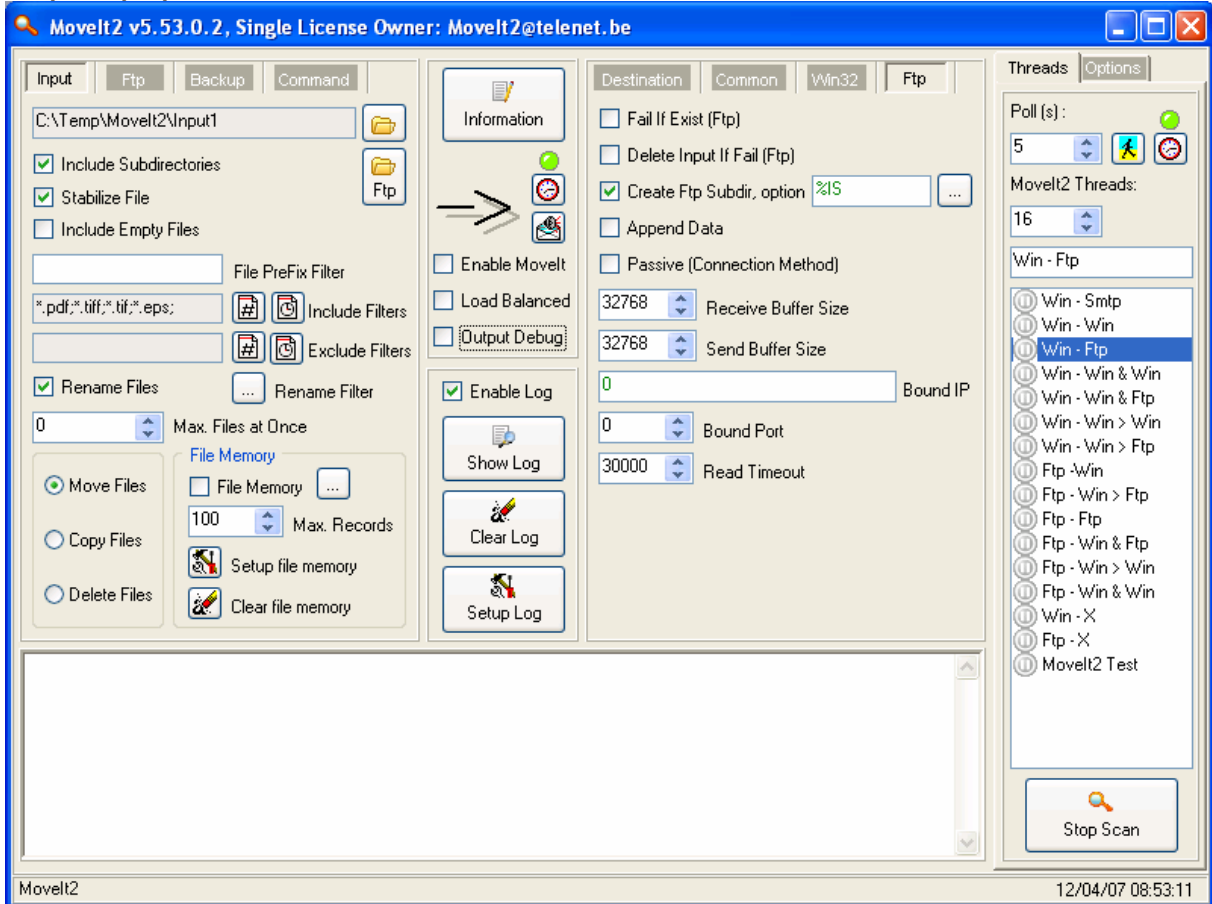 MoveIt2 v5.53.0.2, Single License Owner: MoveIt2@telenet.be
Input Ftp Backup Command
C:\Temp\MoveIt2\Input1
Include Subdirectories
Ftp
Stabilize File
Include Empty Files
File PreFix Filter
*.pdf;*.tiff;*.tif;*.eps; # Include Filters
# Exclude Filters
Rename Files ... Rename Filter
0 Max. Files at Once
Move Files
Copy Files
Delete Files
File Memory
File Memory ...
100 Max. Records
Setup file memory
Clear file memory
Information
Enable MoveIt
Load Balanced
Output Debug
Enable Log
Show Log
Clear Log
Setup Log
Destination Common Win32 Ftp
Fail If Exist (Ftp)
Delete Input If Fail (Ftp)
Create Ftp Subdir, option %IS ...
Append Data
Passive (Connection Method)
32768 Receive Buffer Size
32768 Send Buffer Size
0 Bound IP
0 Bound Port
30000 Read Timeout
Threads Options
Poll (s) :
5
MoveIt2 Threads:
16
Win - Ftp
Win - Smtp
Win - Win
Win - Ftp
Win - Win & Win
Win - Win & Ftp
Win - Win > Win
Win - Win > Ftp
Ftp -Win
Ftp - Win > Ftp
Ftp - Ftp
Ftp - Win & Ftp
Ftp - Win > Win
Ftp - Win & Win
Win - X
Ftp - X
MoveIt2 Test
Stop Scan
MoveIt2 12/04/07 08:53:11